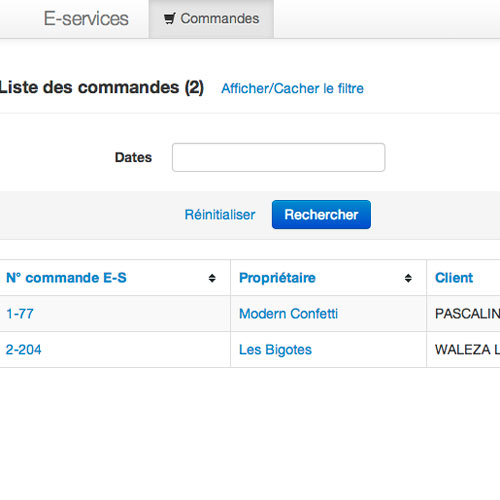 E-services Commandes
Liste des commandes (2) Afficher/Cacher le filtre
Dates
Réinitialiser Rechercher
N° commande E-S Propriétaire Client
1-77 Modern Confetti PASCALIN
2-204 Les Bigotes WALEZA L